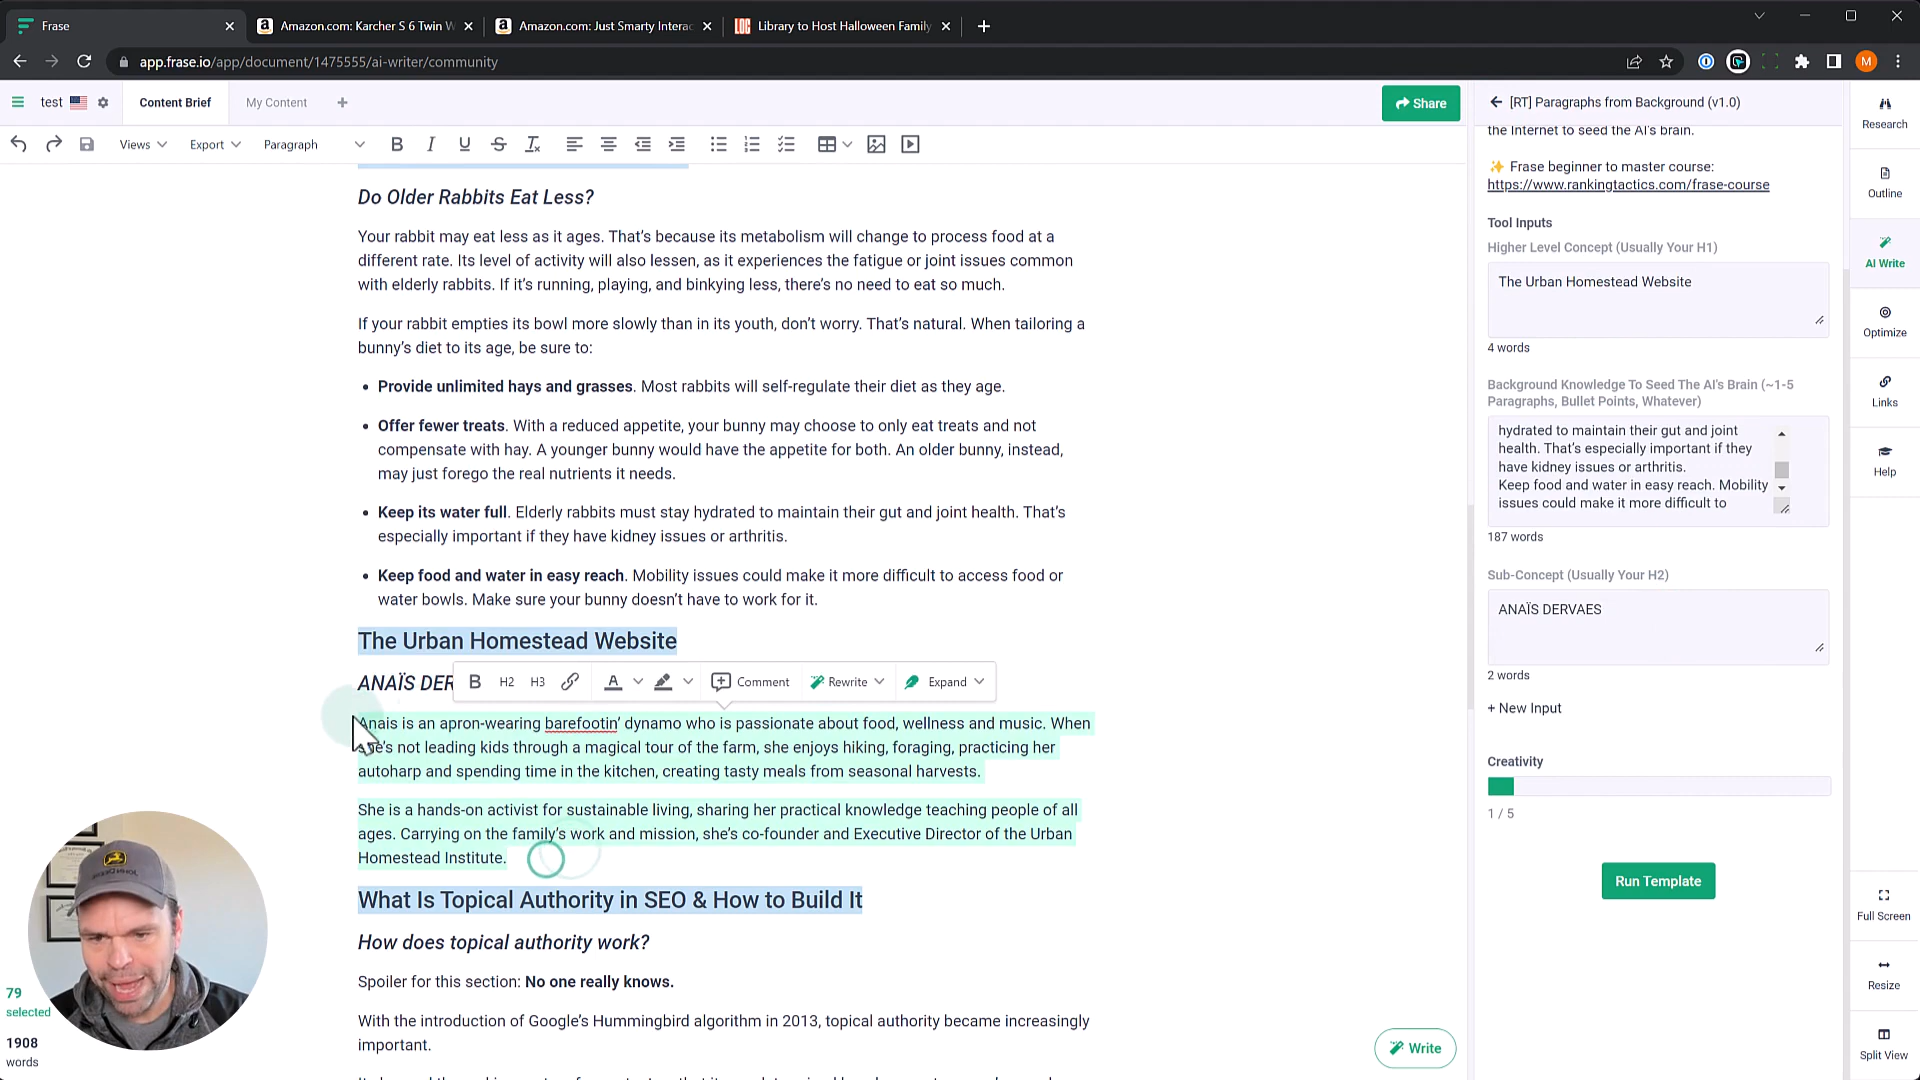 Frase
Amazon.com: Karcher S 6 Twin W
Amazon.com: Just Smarty Interac
LOC
Library to Host Halloween Family
app.frase.io/app/document/1475555/ai-writer/community
M
test
Content Brief
My Content
Share
Views
Export
Paragraph
B
I
U
S
Do Older Rabbits Eat Less?
Your rabbit may eat less as it ages. That’s because its metabolism will change to process food at a
different rate. Its level of activity will also lessen, as it experiences the fatigue or joint issues common
with elderly rabbits. If it’s running, playing, and binkying less, there’s no need to eat so much.
If your rabbit empties its bowl more slowly than in its youth, don’t worry. That’s natural. When tailoring a
bunny’s diet to its age, be sure to:
Provide unlimited hays and grasses. Most rabbits will self-regulate their diet as they age.
Offer fewer treats. With a reduced appetite, your bunny may choose to only eat treats and not
compensate with hay. A younger bunny would have the appetite for both. An older bunny, instead,
may just forego the real nutrients it needs.
Keep its water full. Elderly rabbits must stay hydrated to maintain their gut and joint health. That’s
especially important if they have kidney issues or arthritis.
Keep food and water in easy reach. Mobility issues could make it more difficult to access food or
water bowls. Make sure your bunny doesn’t have to work for it.
The Urban Homestead Website
ANAÏS DER
B H2 H3 A Comment Rewrite Expand
Anais is an apron-wearing barefootin’ dynamo who is passionate about food, wellness and music. When
she’s not leading kids through a magical tour of the farm, she enjoys hiking, foraging, practicing her
autoharp and spending time in the kitchen, creating tasty meals from seasonal harvests.
She is a hands-on activist for sustainable living, sharing her practical knowledge teaching people of all
ages. Carrying on the family’s work and mission, she’s co-founder and Executive Director of the Urban
Homestead Institute.
What Is Topical Authority in SEO & How to Build It
How does topical authority work?
Spoiler for this section: No one really knows.
With the introduction of Google’s Hummingbird algorithm in 2013, topical authority became increasingly
important.
79
selected
1908
words
JOHN DEERE
Write
[RT] Paragraphs from Background (v1.0)
the Internet to seed the AI's brain.
✨ Frase beginner to master course:
https://www.rankingtactics.com/frase-course
Tool Inputs
Higher Level Concept (Usually Your H1)
The Urban Homestead Website
4 words
Background Knowledge To Seed The AI's Brain (~1-5
Paragraphs, Bullet Points, Whatever)
hydrated to maintain their gut and joint
health. That’s especially important if they
have kidney issues or arthritis.
Keep food and water in easy reach. Mobility
issues could make it more difficult to
187 words
Sub-Concept (Usually Your H2)
ANAÏS DERVAES
2 words
+ New Input
Creativity
1 / 5
Run Template
Research
Outline
AI Write
Optimize
Links
Help
Full Screen
Resize
Split View